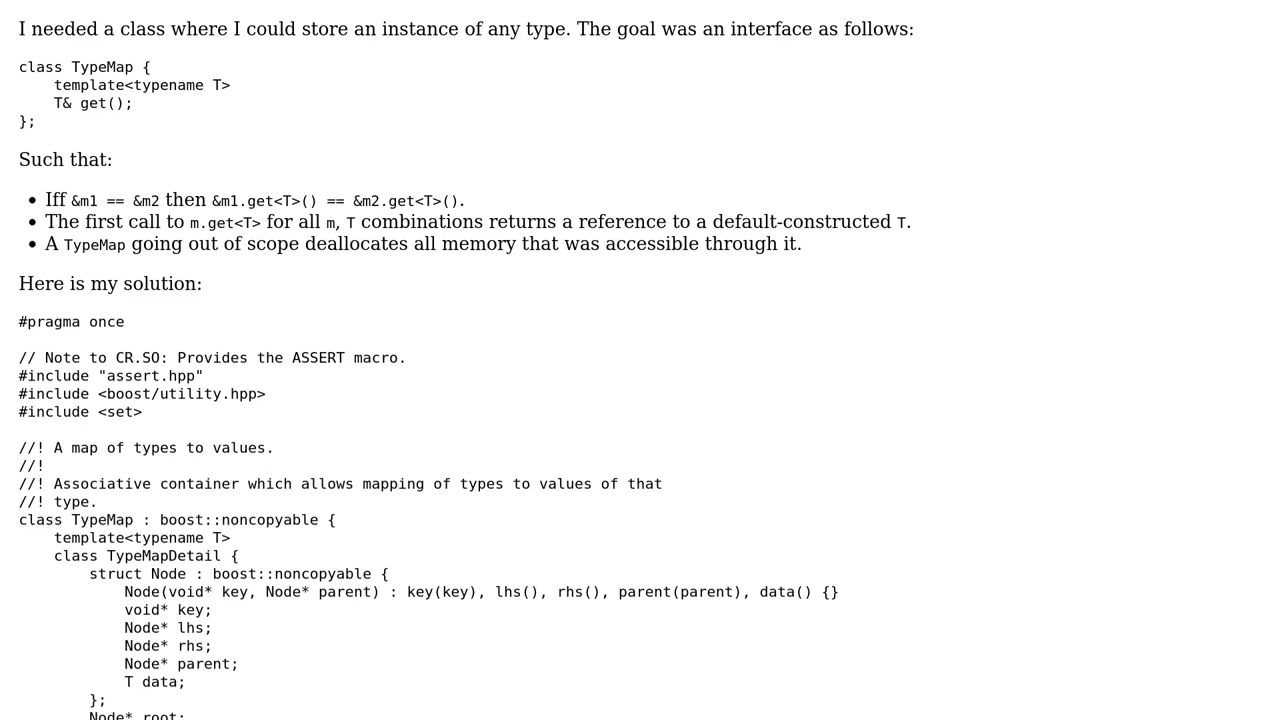 I needed a class where I could store an instance of any type. The goal was an interface as follows:
class TypeMap {
    template<typename T>
    T& get();
};
Such that:
• Iff &m1 == &m2 then &m1.get<T>() == &m2.get<T>().
• The first call to m.get<T> for all m, T combinations returns a reference to a default-constructed T.
• A TypeMap going out of scope deallocates all memory that was accessible through it.
Here is my solution:
#pragma once
// Note to CR.SO: Provides the ASSERT macro.
#include "assert.hpp"
#include <boost/utility.hpp>
#include <set>
//! A map of types to values.
//!
//! Associative container which allows mapping of types to values of that
//! type.
class TypeMap : boost::noncopyable {
    template<typename T>
    class TypeMapDetail {
        struct Node : boost::noncopyable {
            Node(void* key, Node* parent) : key(key), lhs(), rhs(), parent(parent), data() {}
            void* key;
            Node* lhs;
            Node* rhs;
            Node* parent;
            T data;
        };
        Node* root;